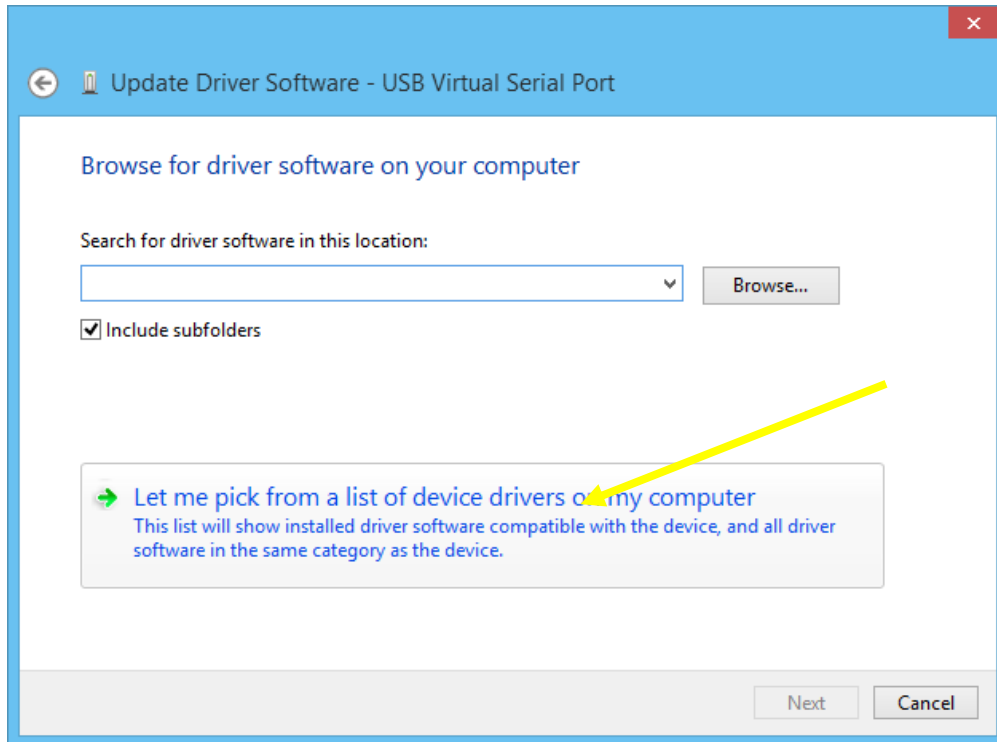 Update Driver Software - USB Virtual Serial Port
Browse for driver software on your computer
Search for driver software in this location:
Browse...
Include subfolders
Let me pick from a list of device drivers on my computer
This list will show installed driver software compatible with the device, and all driver
software in the same category as the device.
Next
Cancel